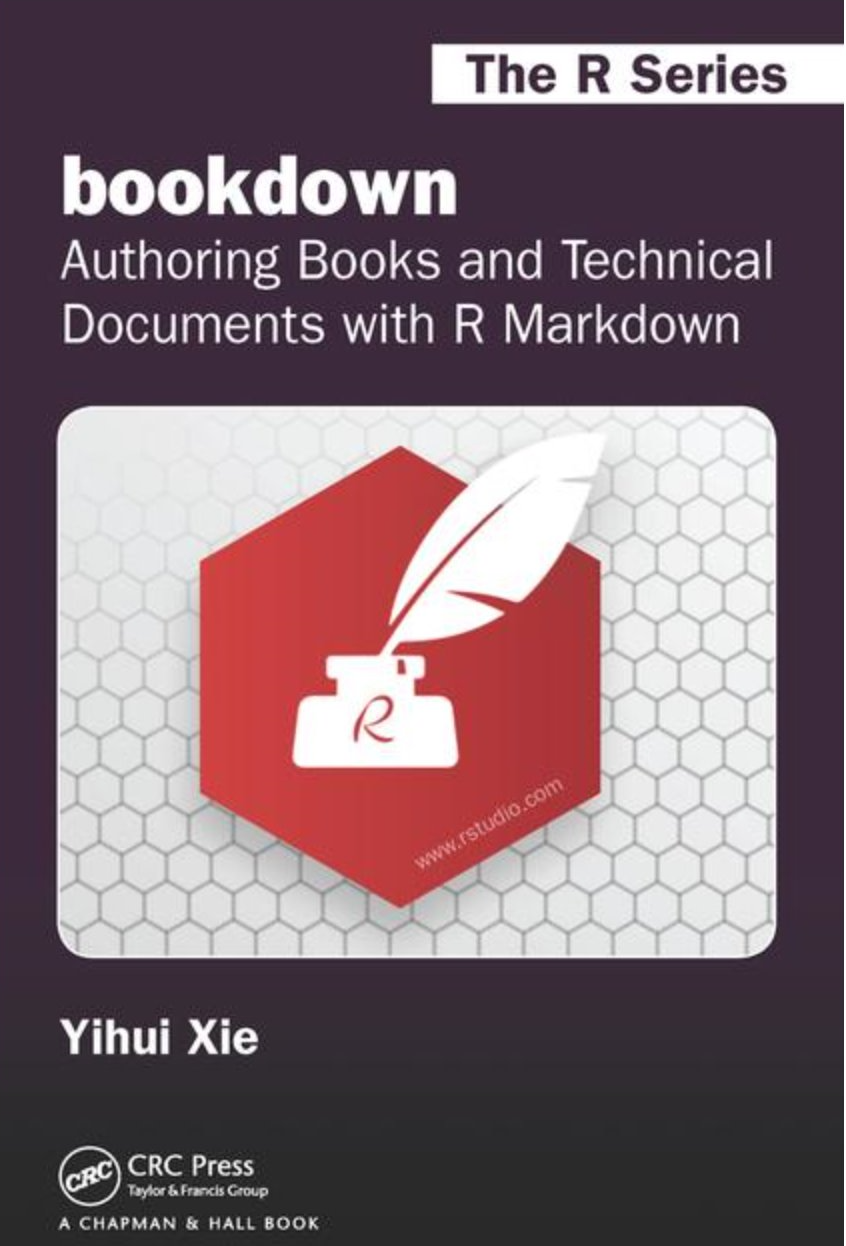 The R Series
bookdown
Authoring Books and Technical
Documents with R Markdown
R
www.rstudio.com
Yihui Xie
CRC
CRC Press
Taylor & Francis Group
A CHAPMAN & HALL BOOK